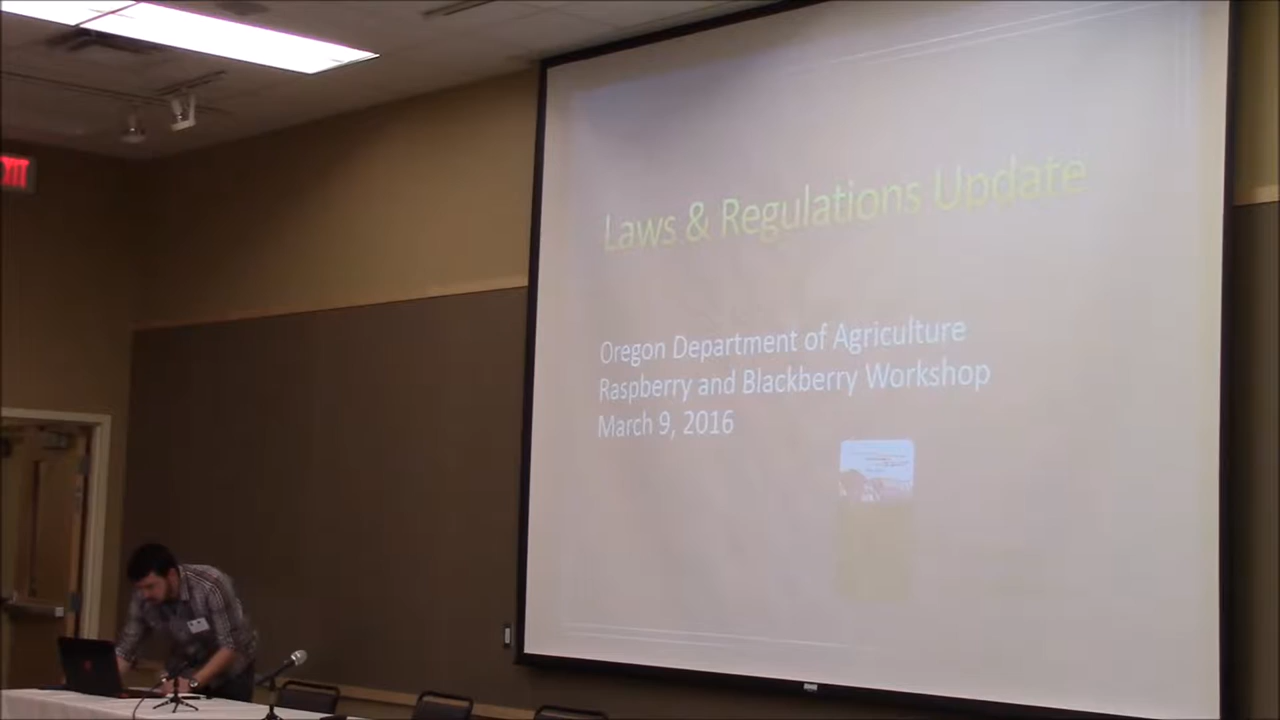 EXIT
Laws & Regulations Update
Oregon Department of Agriculture
Raspberry and Blackberry Workshop
March 9, 2016